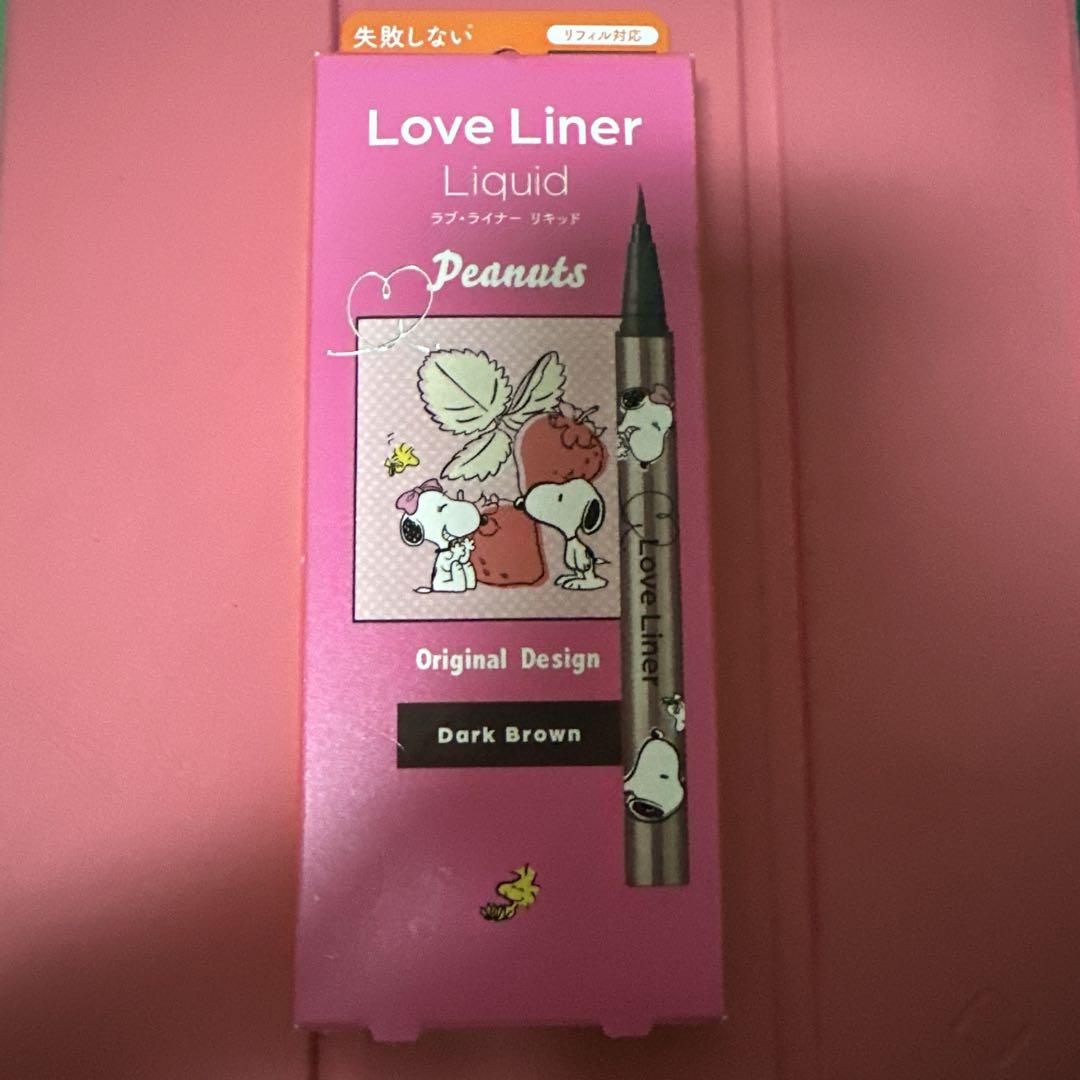 失敗しない
リフィル対応
Love Liner
Liquid
ラブ・ライナー リキッド
Peanuts
Love Liner
Original Design
Dark Brown